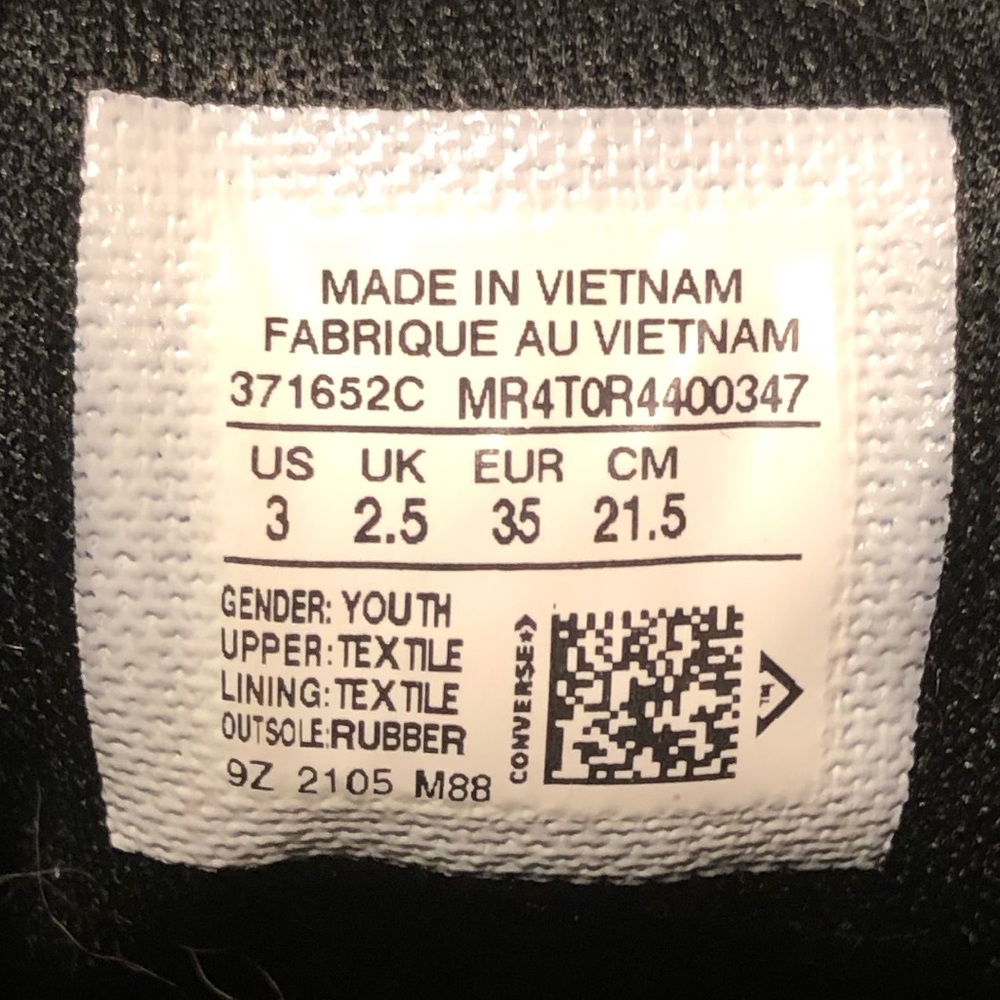 MADE IN VIETNAM
FABRIQUE AU VIETNAM
371652C MR4T0R4400347
US UK EUR CM
3 2.5 35 21.5
GENDER: YOUTH
UPPER: TEXTILE
LINING: TEXTILE
OUTSOLE:RUBBER
9Z 2105 M88
CONVERSE
TM